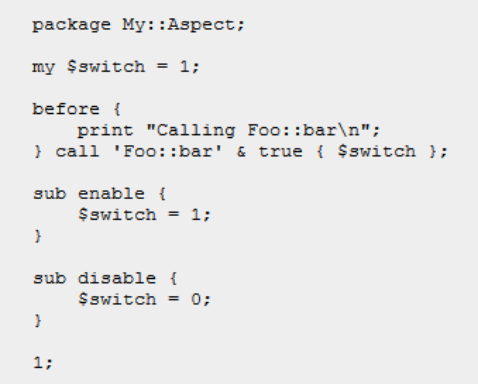 package My::Aspect;
my $switch = 1;
before {
    print "Calling Foo::bar\n";
} call 'Foo::bar' & true { $switch };
sub enable {
    $switch = 1;
}
sub disable {
    $switch = 0;
}
1;